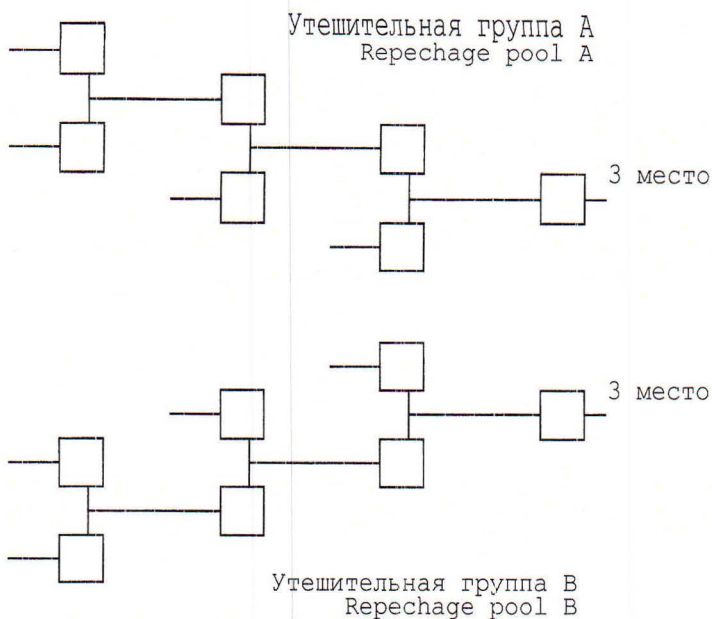 Утешительная группа A
Repechage pool A
3 место
3 место
Утешительная группа B
Repechage pool B